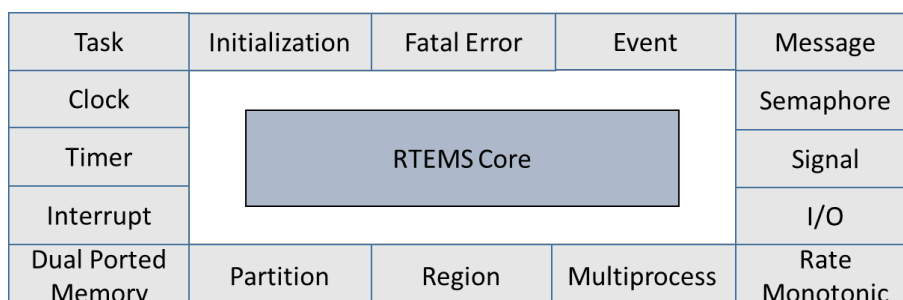 Task
Initialization
Fatal Error
Event
Message
Clock
Semaphore
Timer
RTEMS Core
Signal
Interrupt
I/O
Dual Ported
Memory
Partition
Region
Multiprocess
Rate
Monotonic